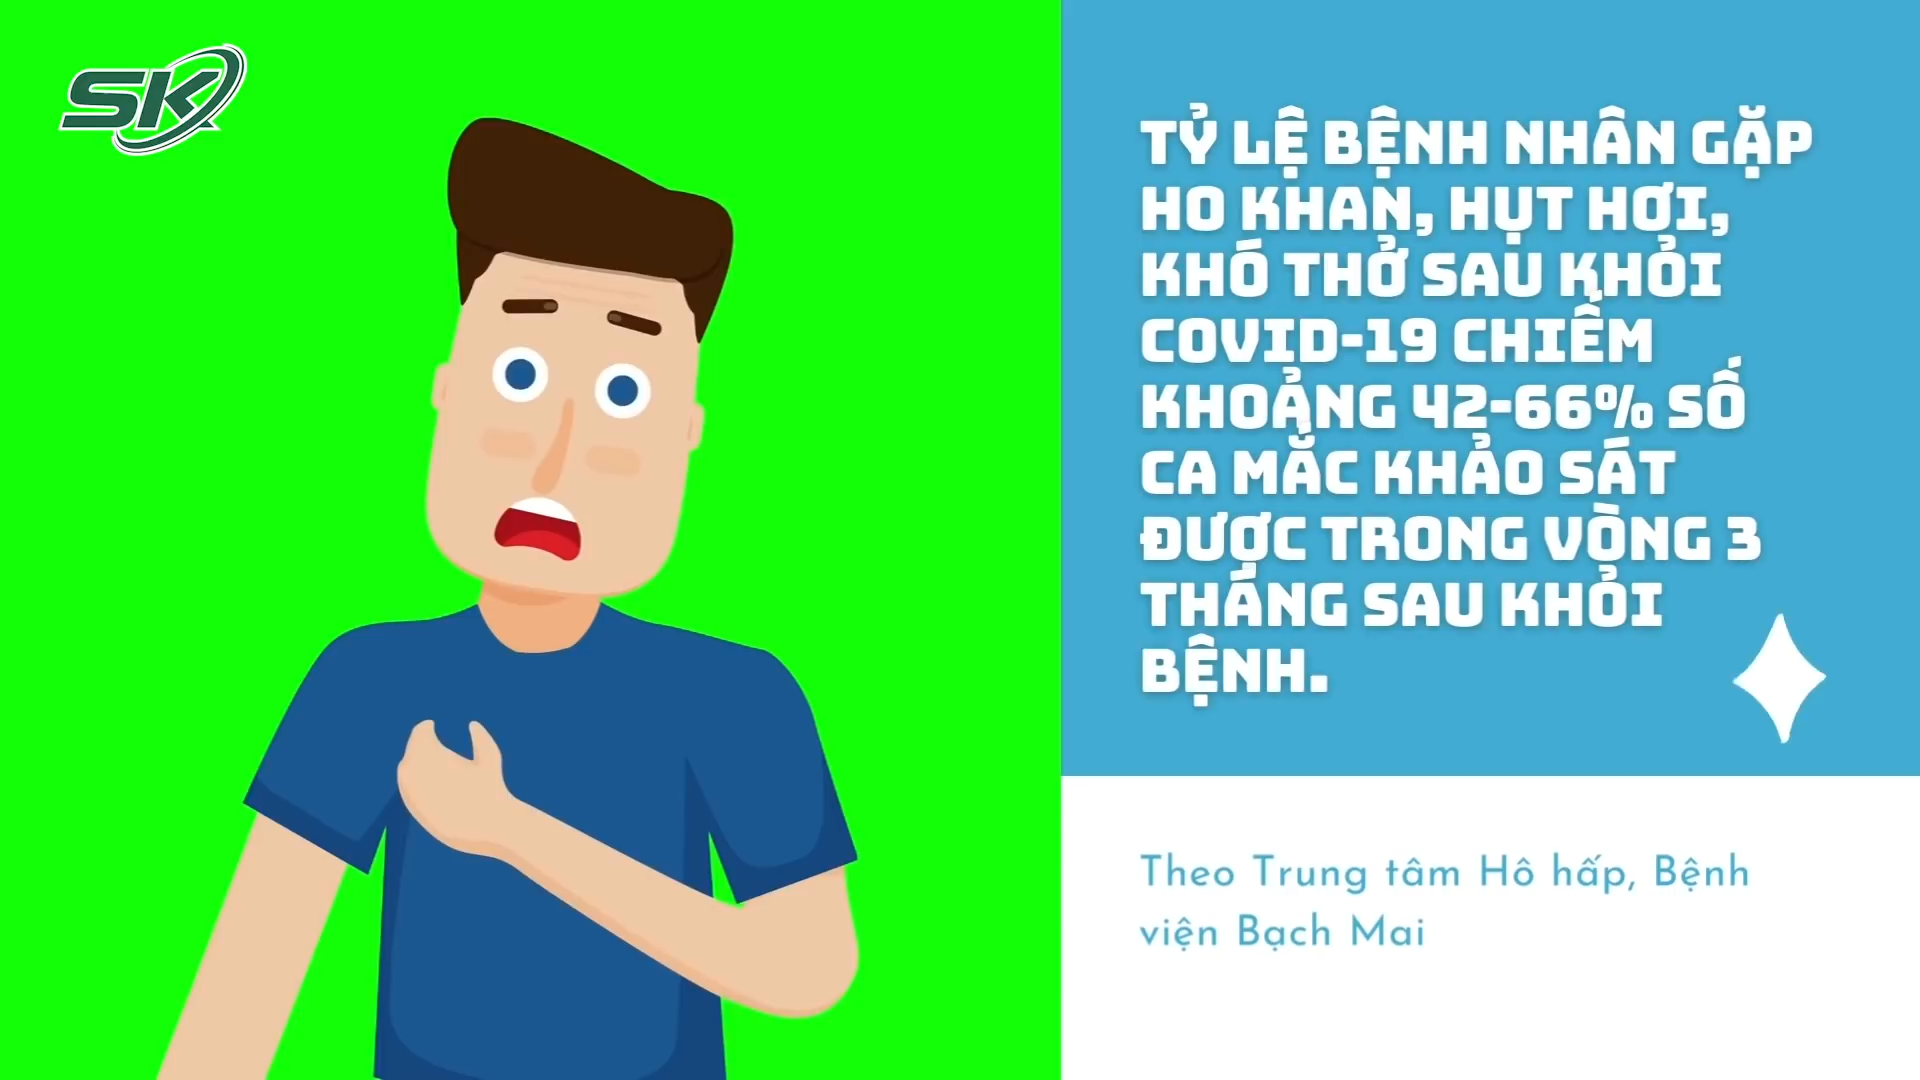 SK
TỶ LỆ BỆNH NHÂN GẶP
HO KHAN, HỤT HƠI,
KHÓ THỞ SAU KHỎI
COVID-19 CHIẾM
KHOẢNG 42-66% SỐ
CA MẮC KHẢO SÁT
ĐƯỢC TRONG VÒNG 3
THÁNG SAU KHỎI
BỆNH.
Theo Trung tâm Hô hấp, Bệnh
viện Bạch Mai